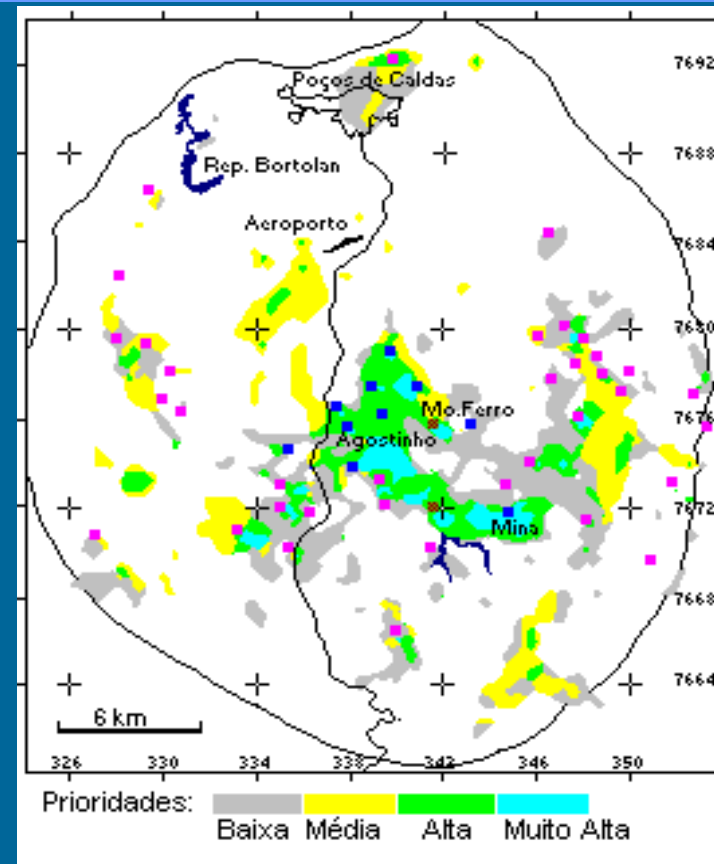 7692
Poços de Caldas
7688
Rep. Bortolan
Aeroporto
7684
7680
Mo.Ferro
7676
Agostinho
7672
Mina
7668
7664
6 km
326 330 334 338 342 346 350
Prioridades:
Baixa Média Alta Muito Alta